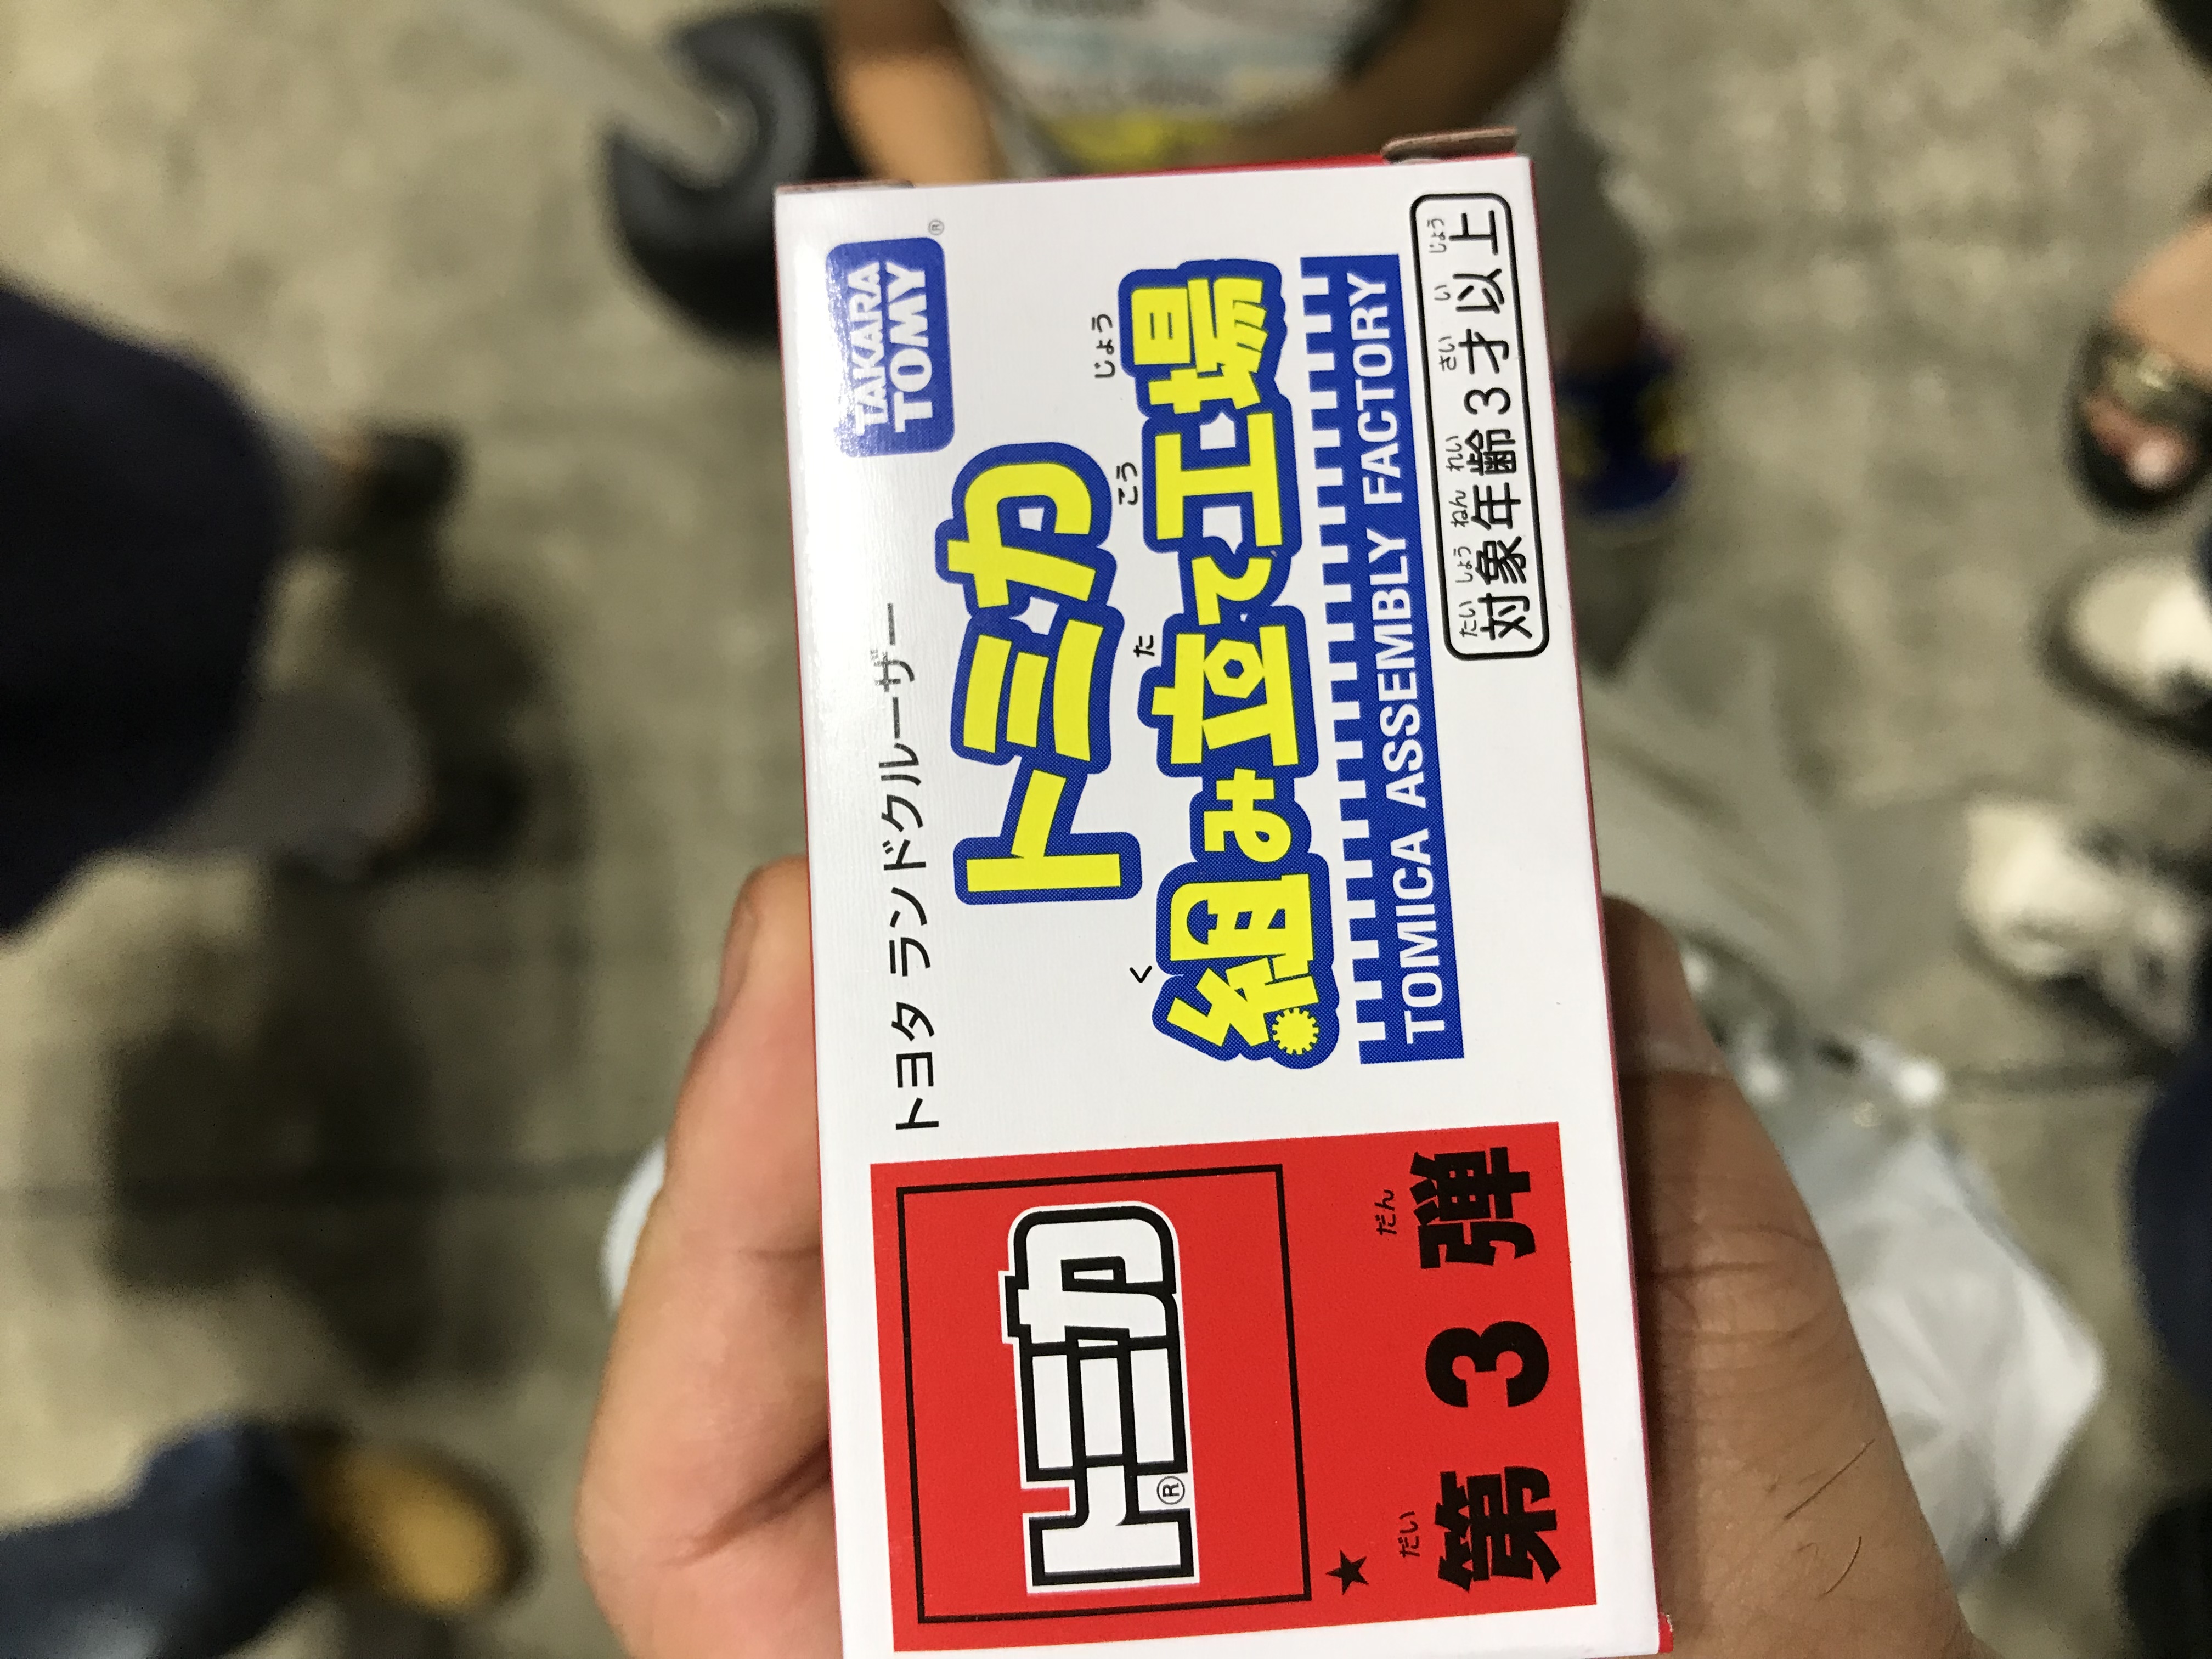 トミカ®
★
だい だん
第3弾
トヨタ ランドクルーザー
TAKARA
TOMY®
トミカ
く た こう じょう
組み立て工場
TOMICA ASSEMBLY FACTORY
たい しょう ねん れい さい い じょう
対象年齢3才以上